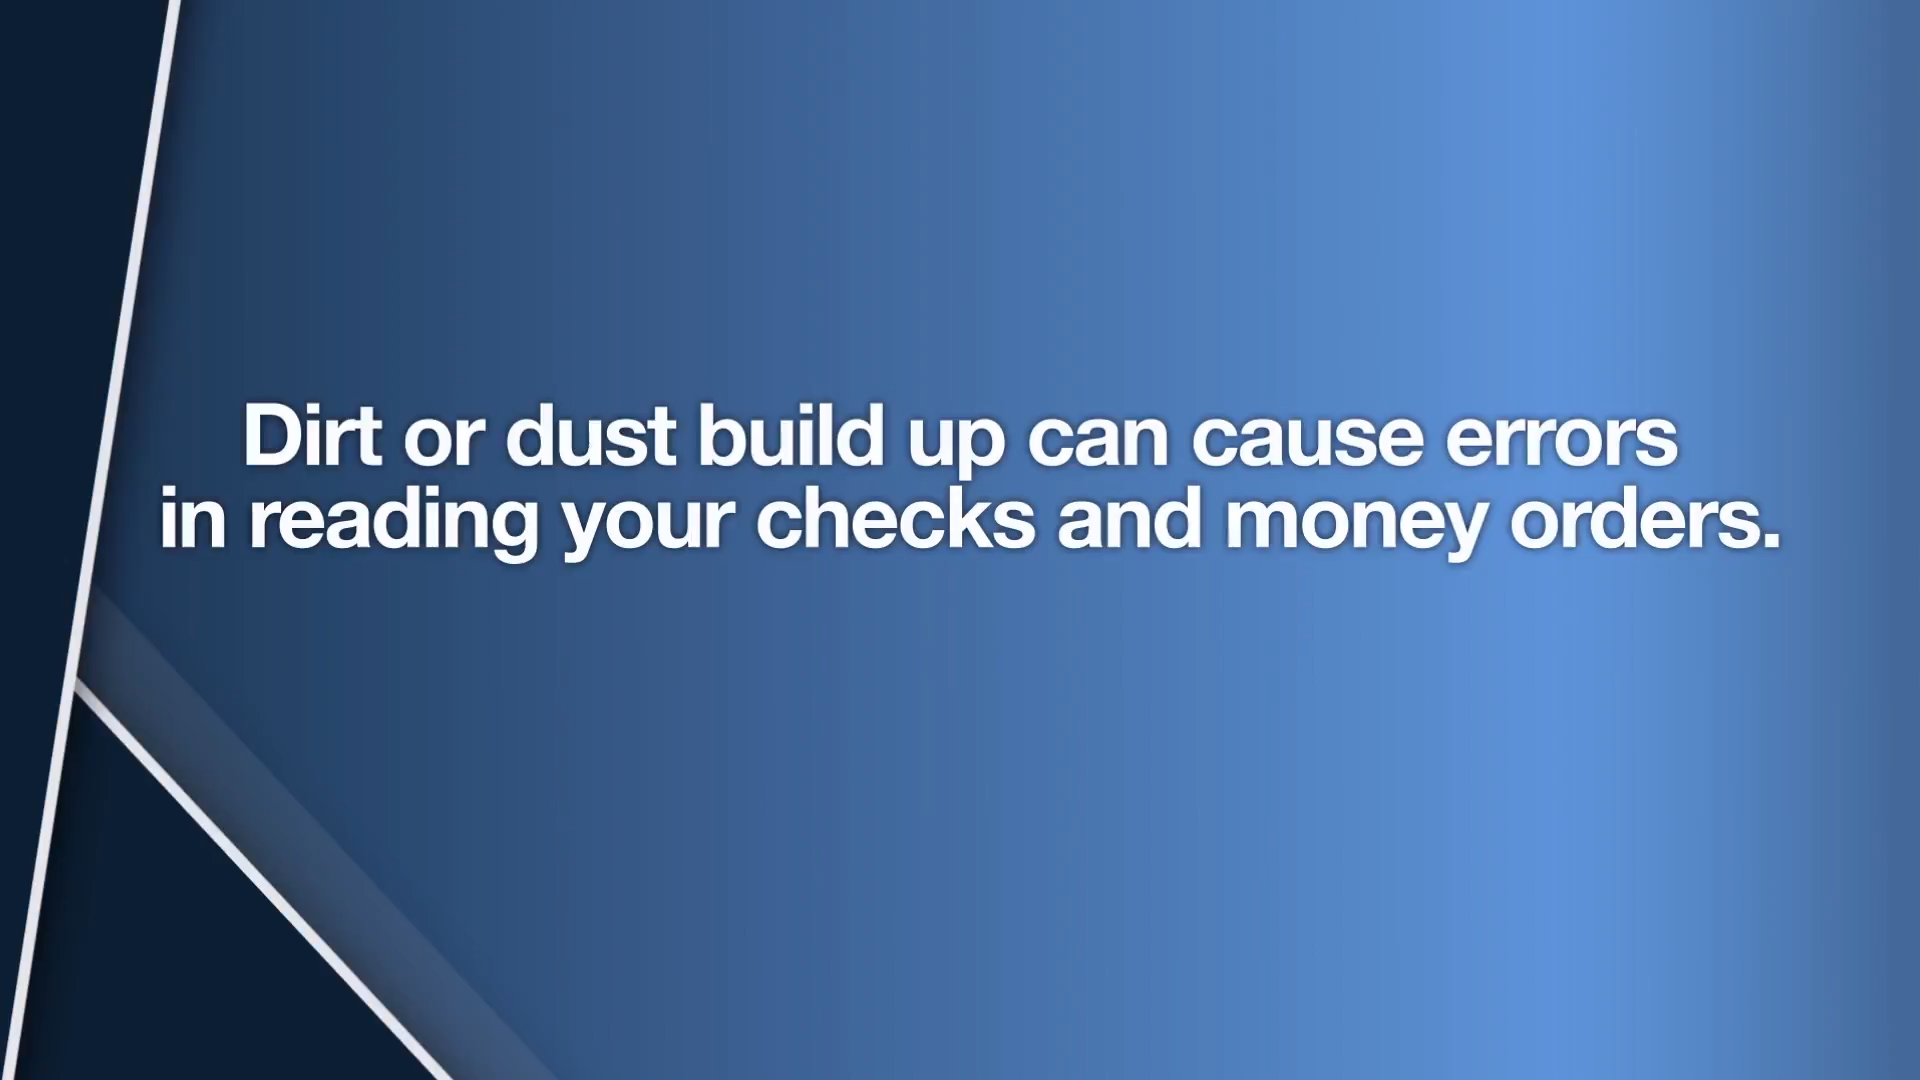 Dirt or dust build up can cause errors
in reading your checks and money orders.